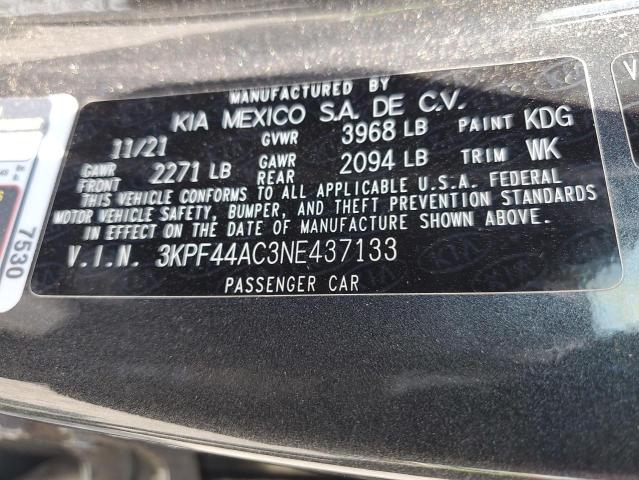 MANUFACTURED BY
KIA MEXICO S.A. DE C.V.
11/21 GVWR 3968 LB PAINT KDG
GAWR FRONT 2271 LB GAWR REAR 2094 LB TRIM WK
THIS VEHICLE CONFORMS TO ALL APPLICABLE U.S.A. FEDERAL
MOTOR VEHICLE SAFETY, BUMPER, AND THEFT PREVENTION STANDARDS
IN EFFECT ON THE DATE OF MANUFACTURE SHOWN ABOVE.
V.I.N. 3KPF44AC3NE437133
PASSENGER CAR
7530
V